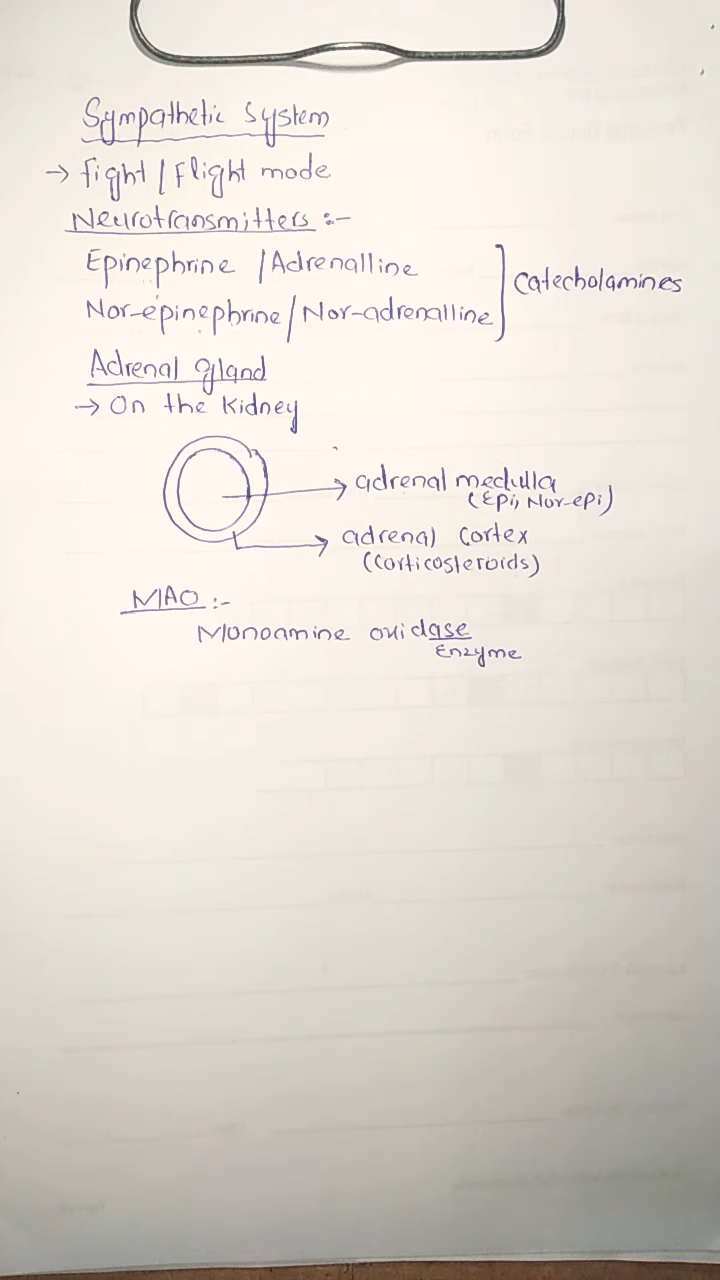 Sympathetic System
→ fight / Flight mode
Neurotransmitters :-
Epinephrine / Adrenalline
Nor-epinephrine / Nor-adrenalline
Catecholamines
Adrenal gland
→ On the kidney
adrenal medulla
(Epi, Nor-epi)
adrenal cortex
(corticosteroids)
MAO :-
Monoamine oxidase
Enzyme